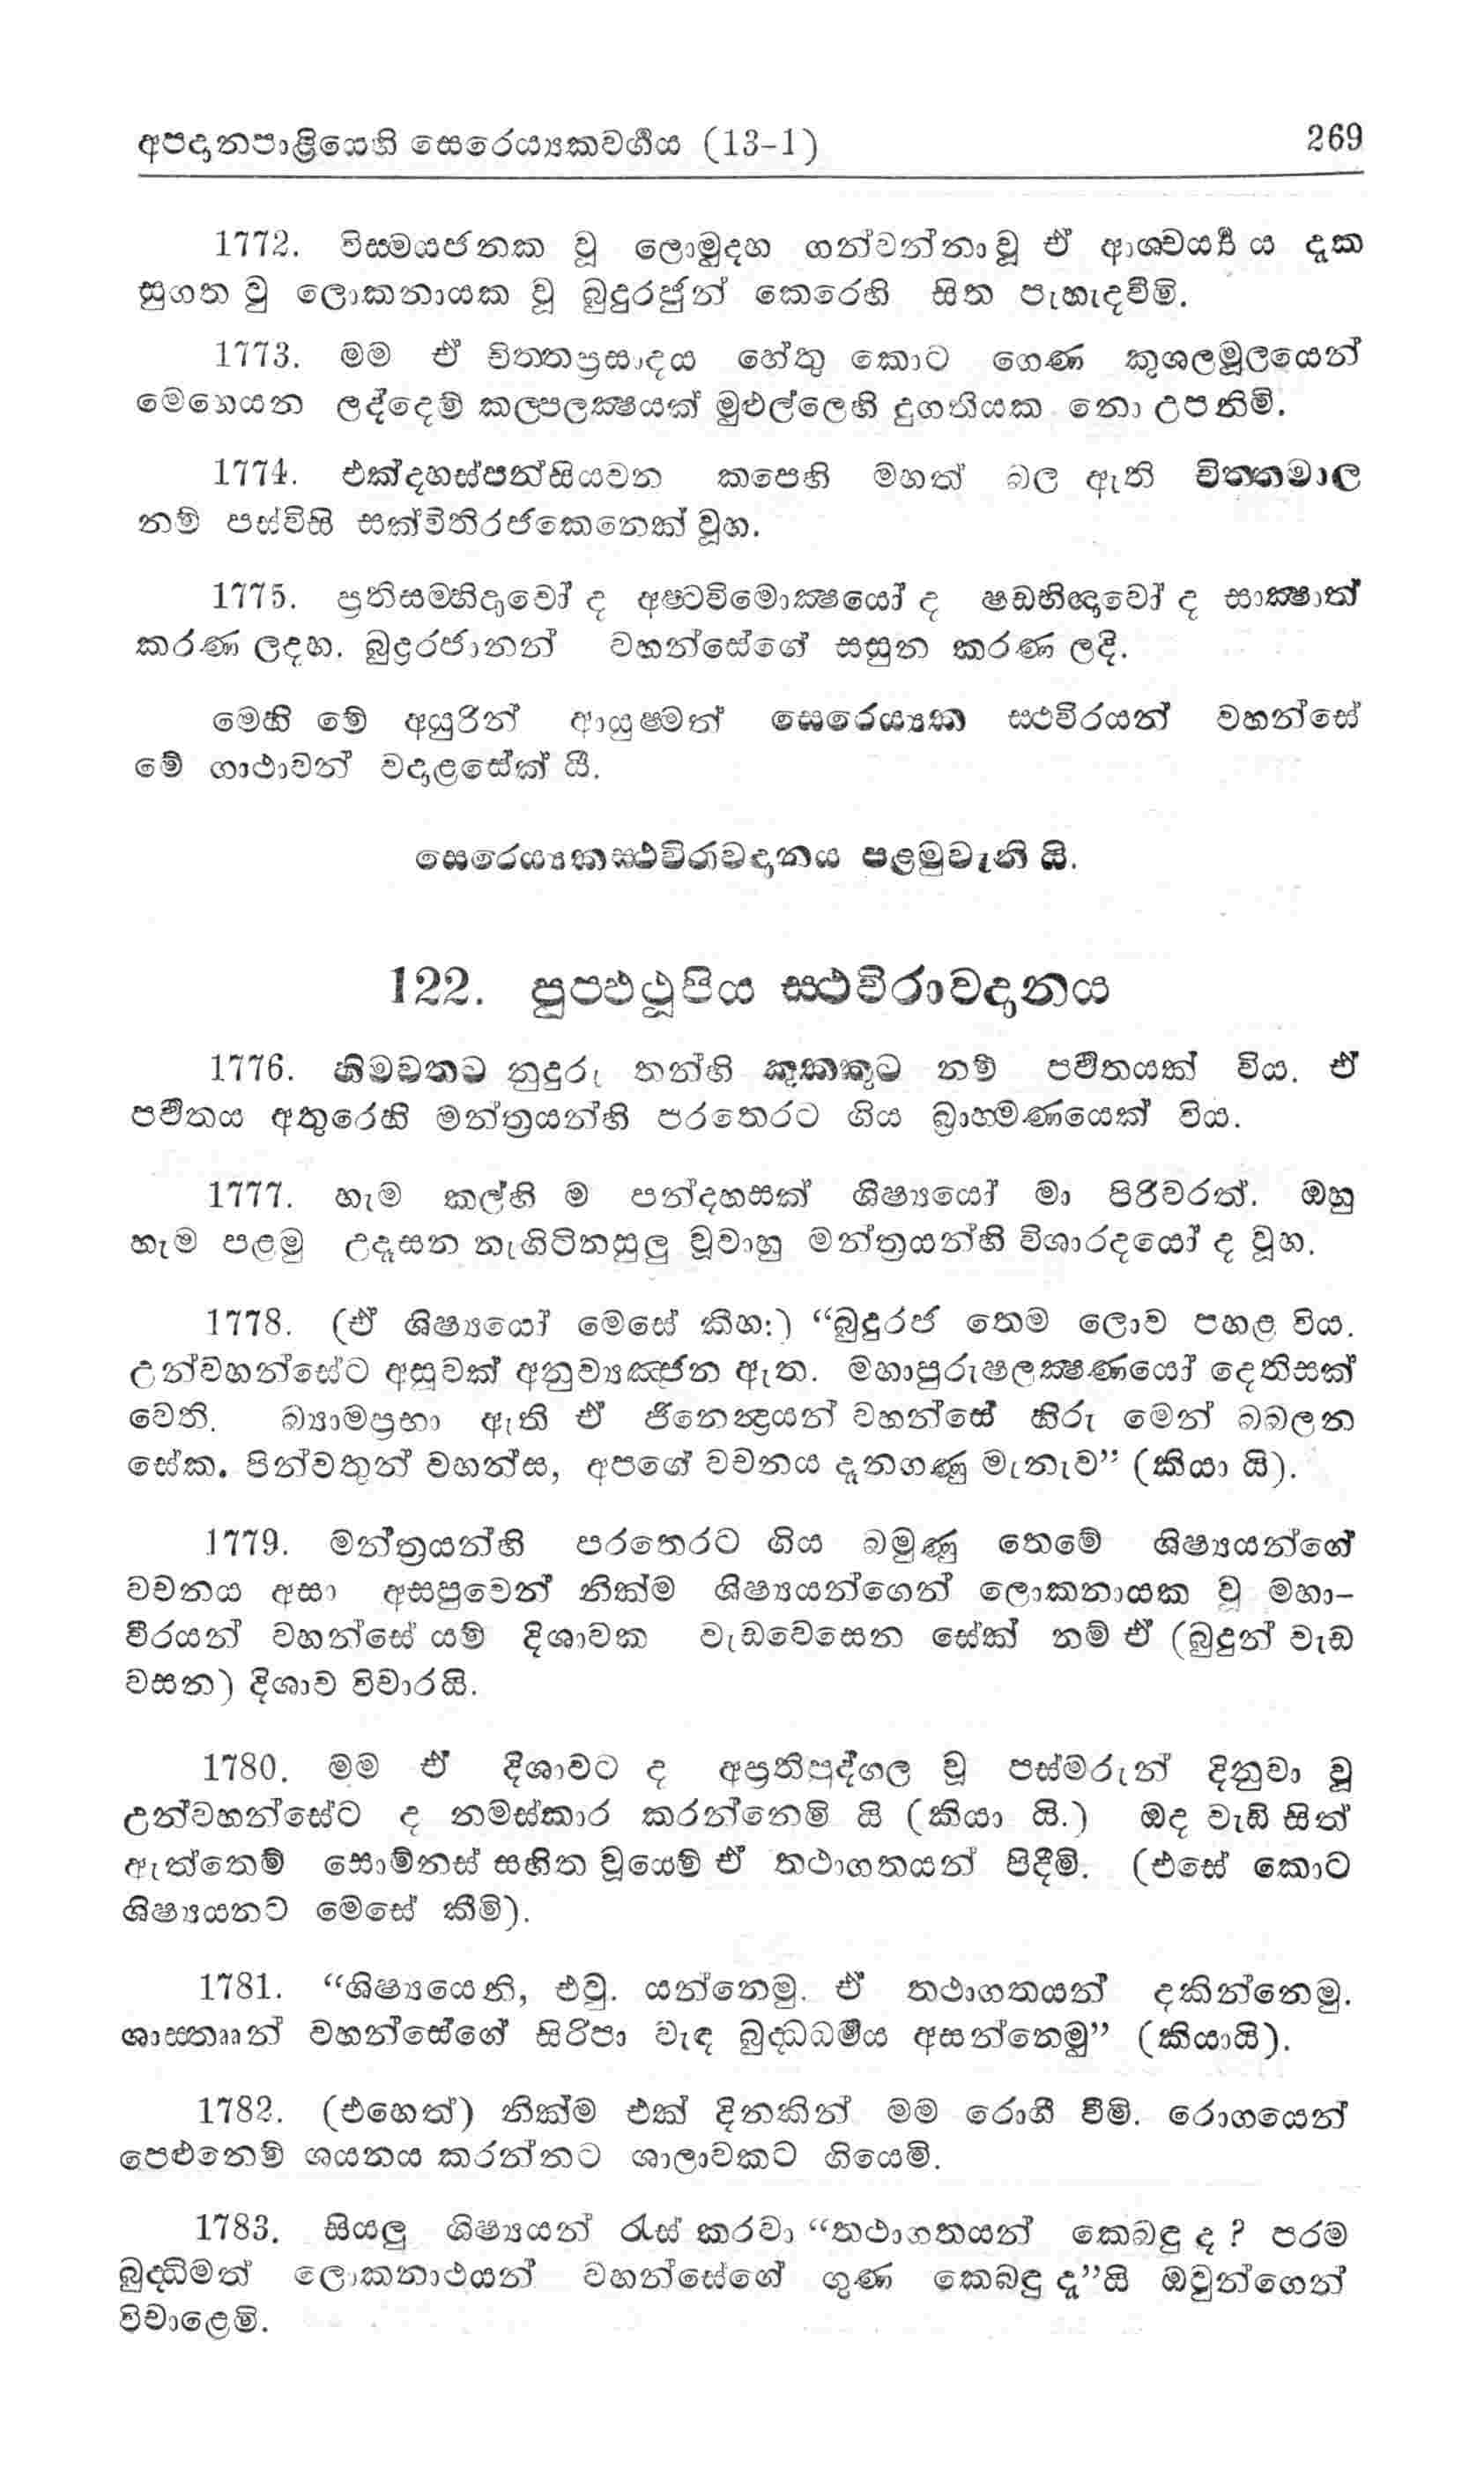 අපදානපාළියෙහි සෙරෙය්‍යකවර්‍ගය (13-1) 269
1772. විසමයජනක වූ ලොමුදහ ගන්වන්නාවූ ඒ ආශ්චය්‍ය්‍ර ය දැක
සුගත වූ ලොකනායක වූ බුදුරජුන් කෙරෙහි සිත පැහැදවීමි.
1773. මම ඒ චිත්තප්‍රසාදය හේතු කොට ගෙණ කුශලමූලයෙන්
මෙහෙයන ලද්දෙම් කල්පලක්ෂයක් මුළුල්ලෙහි දුගතියක නො උපනිමි.
1774. එක්දහස්පන්සියවන කපෙහි මහත් බල ඇති චිත්තමාල
නම් පස්විසි සක්විතිරජකෙනෙක් වූහ.
1775. ප්‍රතිසම්භිදාවෝ ද අෂ්ටවිමොක්ෂයෝ ද ෂඩභිඥාවෝ ද සාක්ෂාත්
කරණ ලදහ. බුදුරජානන් වහන්සේගේ සසුන කරණ ලදි.
මෙහි මේ අයුරින් ආයුෂ්මත් සෙරෙය්‍යක ස්ථවිරයන් වහන්සේ
මේ ගාථාවන් වදාළසේක් යී.
සෙරෙය්‍යකස්ථවිරාවදානය පළමුවැනි යි.
122. පුප්ඵථූපිය ස්ථවිරාවදානය
1776. හිමවතට නුදුරු තන්හි කුක්කුට නම් පර්‍වතයක් විය. ඒ
පර්‍වතය අතුරෙහි මන්ත්‍රයන්හි පරතෙරට ගිය බ්‍රාහ්මණයෙක් විය.
1777. හැම කල්හි ම පන්දහසක් ශිෂ්‍යයෝ මා පිරිවරත්. ඔහු
හැම පළමු උදෑසන නැගිටිනසුලු වූවාහු මන්ත්‍රයන්හි විශාරදයෝ ද වූහ.
1778. (ඒ ශිෂ්‍යයෝ මෙසේ කීහ:) “බුදුරජ තෙම ලොව පහළ විය.
උන්වහන්සේට අසූවක් අනුව්‍යඤ්ජන ඇත. මහාපුරුෂලක්ෂණයෝ දෙතිසක්
වෙති. බ්‍යාමප්‍රභා ඇති ඒ ජිනෙන්‍ද්‍රයන් වහන්සේ හිරු මෙන් බබලන
සේක. පින්වතුන් වහන්ස, අපගේ වචනය දැනගණු මැනැව” (කියා යි).
1779. මන්ත්‍රයන්හි පරතෙරට ගිය බමුණු තෙමේ ශිෂ්‍යයන්ගේ
වචනය අසා අසපුවෙන් නික්ම ශිෂ්‍යයන්ගෙන් ලොකනායක වූ මහා-
වීරයන් වහන්සේ යම් දිශාවක වැඩවෙසෙන සේක් නම් ඒ (බුදුන් වැඩ
වසන) දිශාව විචාරයි.
1780. මම ඒ දිශාවට ද අප්‍රතිපුද්ගල වූ පස්මරුන් දිනුවා වූ
උන්වහන්සේට ද නමස්කාර කරන්නෙමි යි (කියා යි.) ඔද වැඩි සිත්
ඇත්තෙම් සොම්නස් සහිත වූයෙම් ඒ තථාගතයන් පිදීමි. (එසේ කොට
ශිෂ්‍යයනට මෙසේ කීමි).
1781. “ශිෂ්‍යයෙනි, එවු. යන්නෙමු. ඒ තථාගතයන් දකින්නෙමු.
ශාස්තෲන් වහන්සේගේ සිරිපා වැඳ බුද්ධධර්‍මය අසන්නෙමු” (කියායි).
1782. (එහෙත්) නික්ම එක් දිනකින් මම රොගී වීමි. රොගයෙන්
පෙළුනෙම් ශයනය කරන්නට ශාලාවකට ගියෙමි.
1783. සියලු ශිෂ්‍යයන් රැස් කරවා “තථාගතයන් කෙබඳු ද? පරම
බුද්ධිමත් ලොකනාථයන් වහන්සේගේ ගුණ කෙබඳු දැ”යි ඔවුන්ගෙන්
විචාළෙමි.